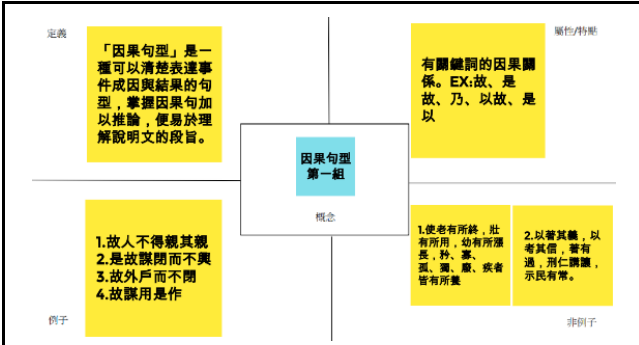 定義
「因果句型」是一
種可以清楚表達事
件成因與結果的句
型，掌握因果句加
以推論，便易於理
解說明文的段旨。
屬性/特點
有關鍵詞的因果關
係。EX:故、是
故、乃、以故、是
以
因果句型
第一組
概念
1.故人不得親其親
2.是故謀閉而不興
3.故外戶而不閉
4.故謀用是作
例子
1.使老有所終，壯
有所用，幼有所漲
長，矜、寡、
孤、獨、廢、疾者
皆有所養
2.以著其義，以
考其信，著有
過，刑仁講讓，
示民有常。
非例子